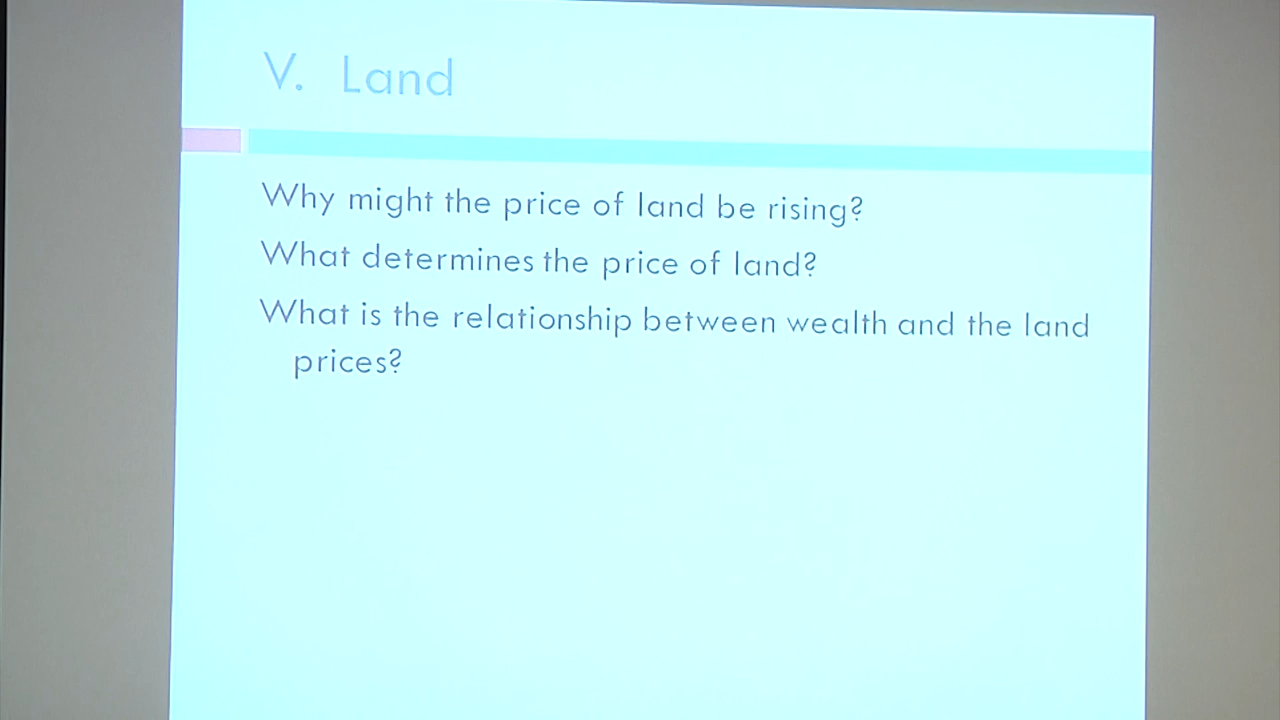 V. Land
Why might the price of land be rising?
What determines the price of land?
What is the relationship between wealth and the land
prices?